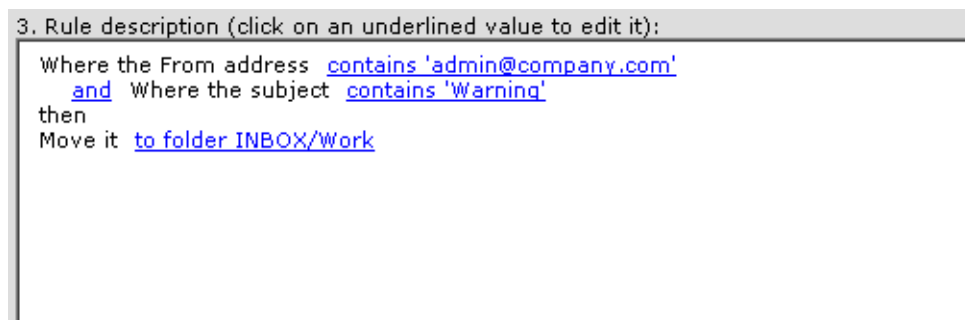 3. Rule description (click on an underlined value to edit it):
Where the From address contains 'admin@company.com'
and Where the subject contains 'Warning'
then
Move it to folder INBOX/Work